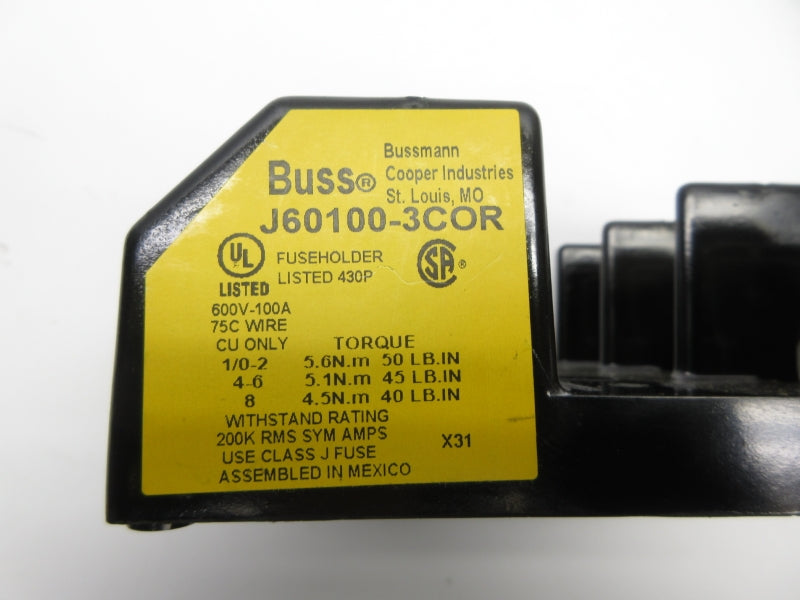 Buss® Bussmann
Cooper Industries
St. Louis, MO
J60100-3COR
UL® FUSEHOLDER SA®
LISTED LISTED 430P
600V-100A
75C WIRE
CU ONLY TORQUE
1/0-2 5.6N.m 50 LB.IN
4-6 5.1N.m 45 LB.IN
8 4.5N.m 40 LB.IN
WITHSTAND RATING
200K RMS SYM AMPS X31
USE CLASS J FUSE
ASSEMBLED IN MEXICO